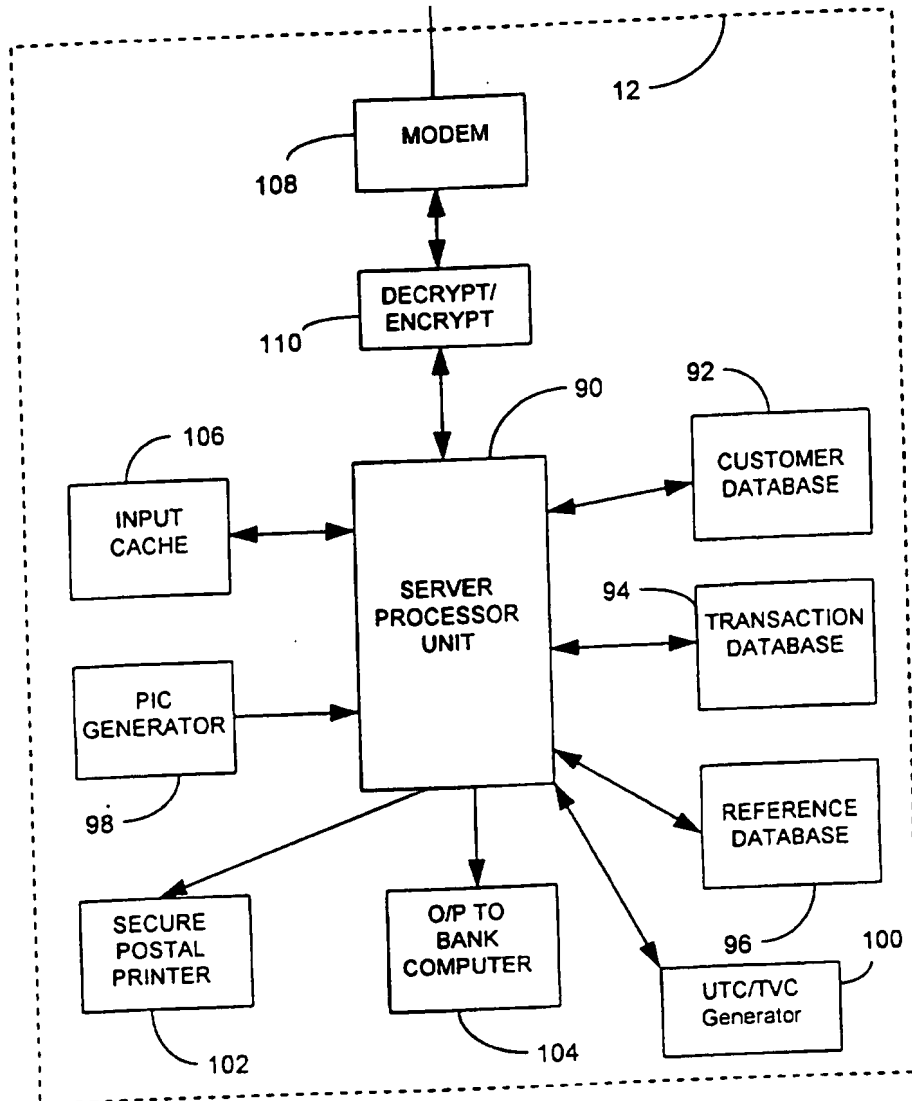 12
MODEM
108
DECRYPT/
ENCRYPT
110
90
92
106
CUSTOMER
DATABASE
INPUT
CACHE
SERVER
PROCESSOR
UNIT
94
TRANSACTION
DATABASE
PIC
GENERATOR
98
REFERENCE
DATABASE
SECURE
POSTAL
PRINTER
O/P TO
BANK
COMPUTER
96
100
UTC/TVC
Generator
102
104